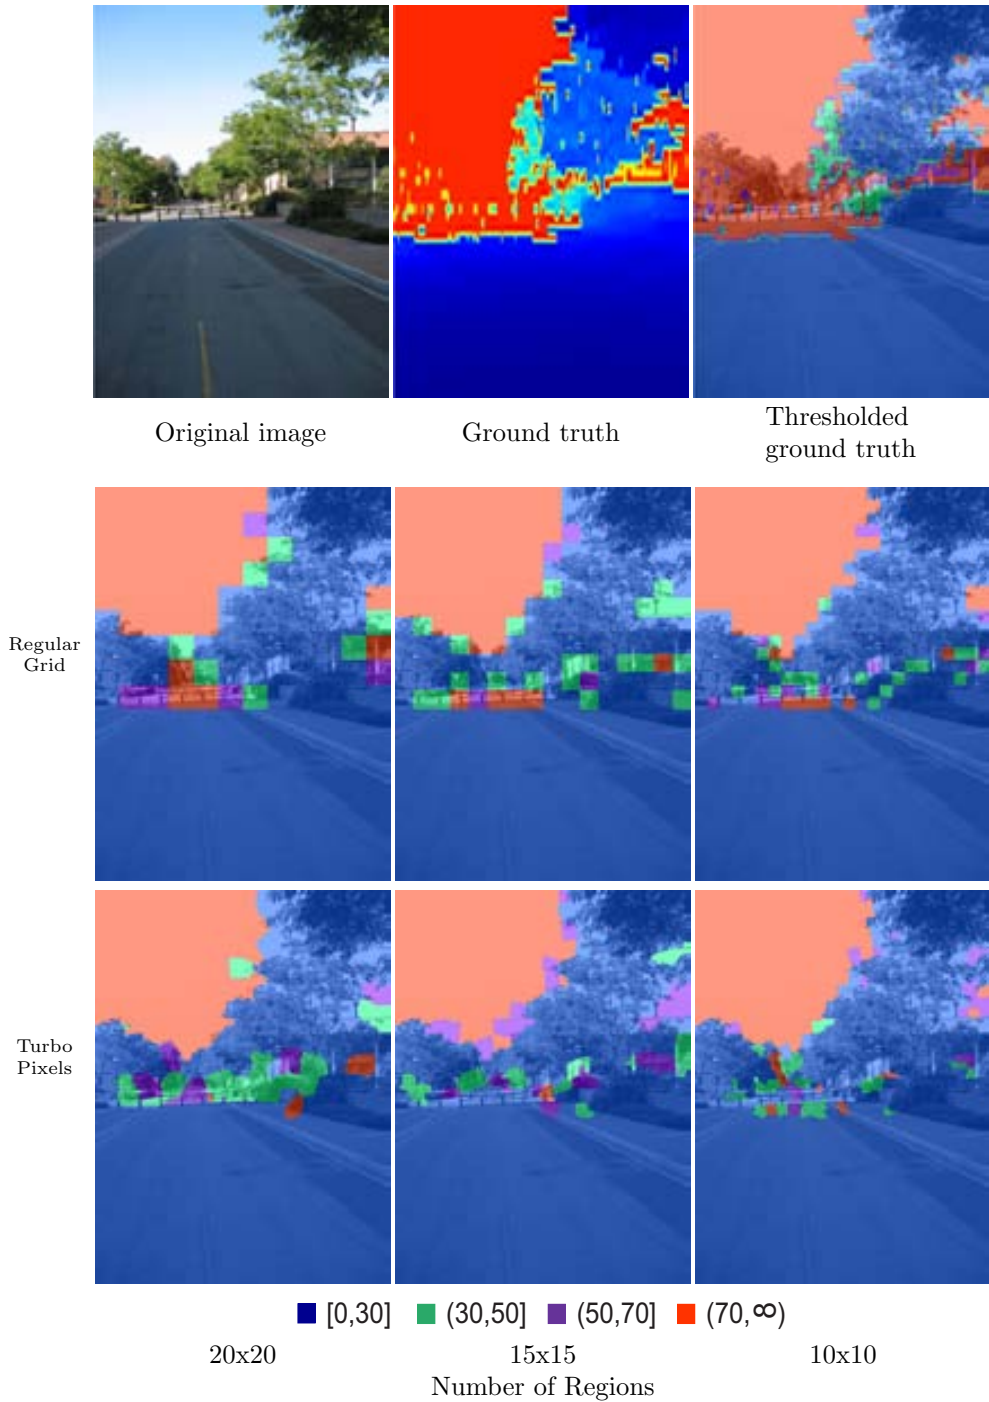 Original image
Ground truth
Thresholded
ground truth
Regular
Grid
Turbo
Pixels
[0,30]
(30,50]
(50,70]
(70,∞)
20x20
15x15
10x10
Number of Regions